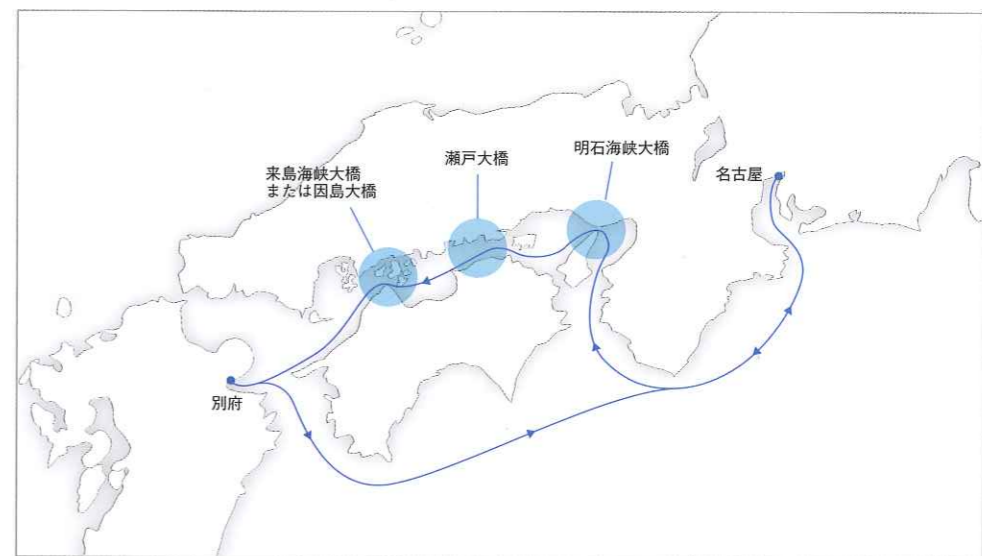 来島海峡大橋
または因島大橋
瀬戸大橋
明石海峡大橋
名古屋
別府